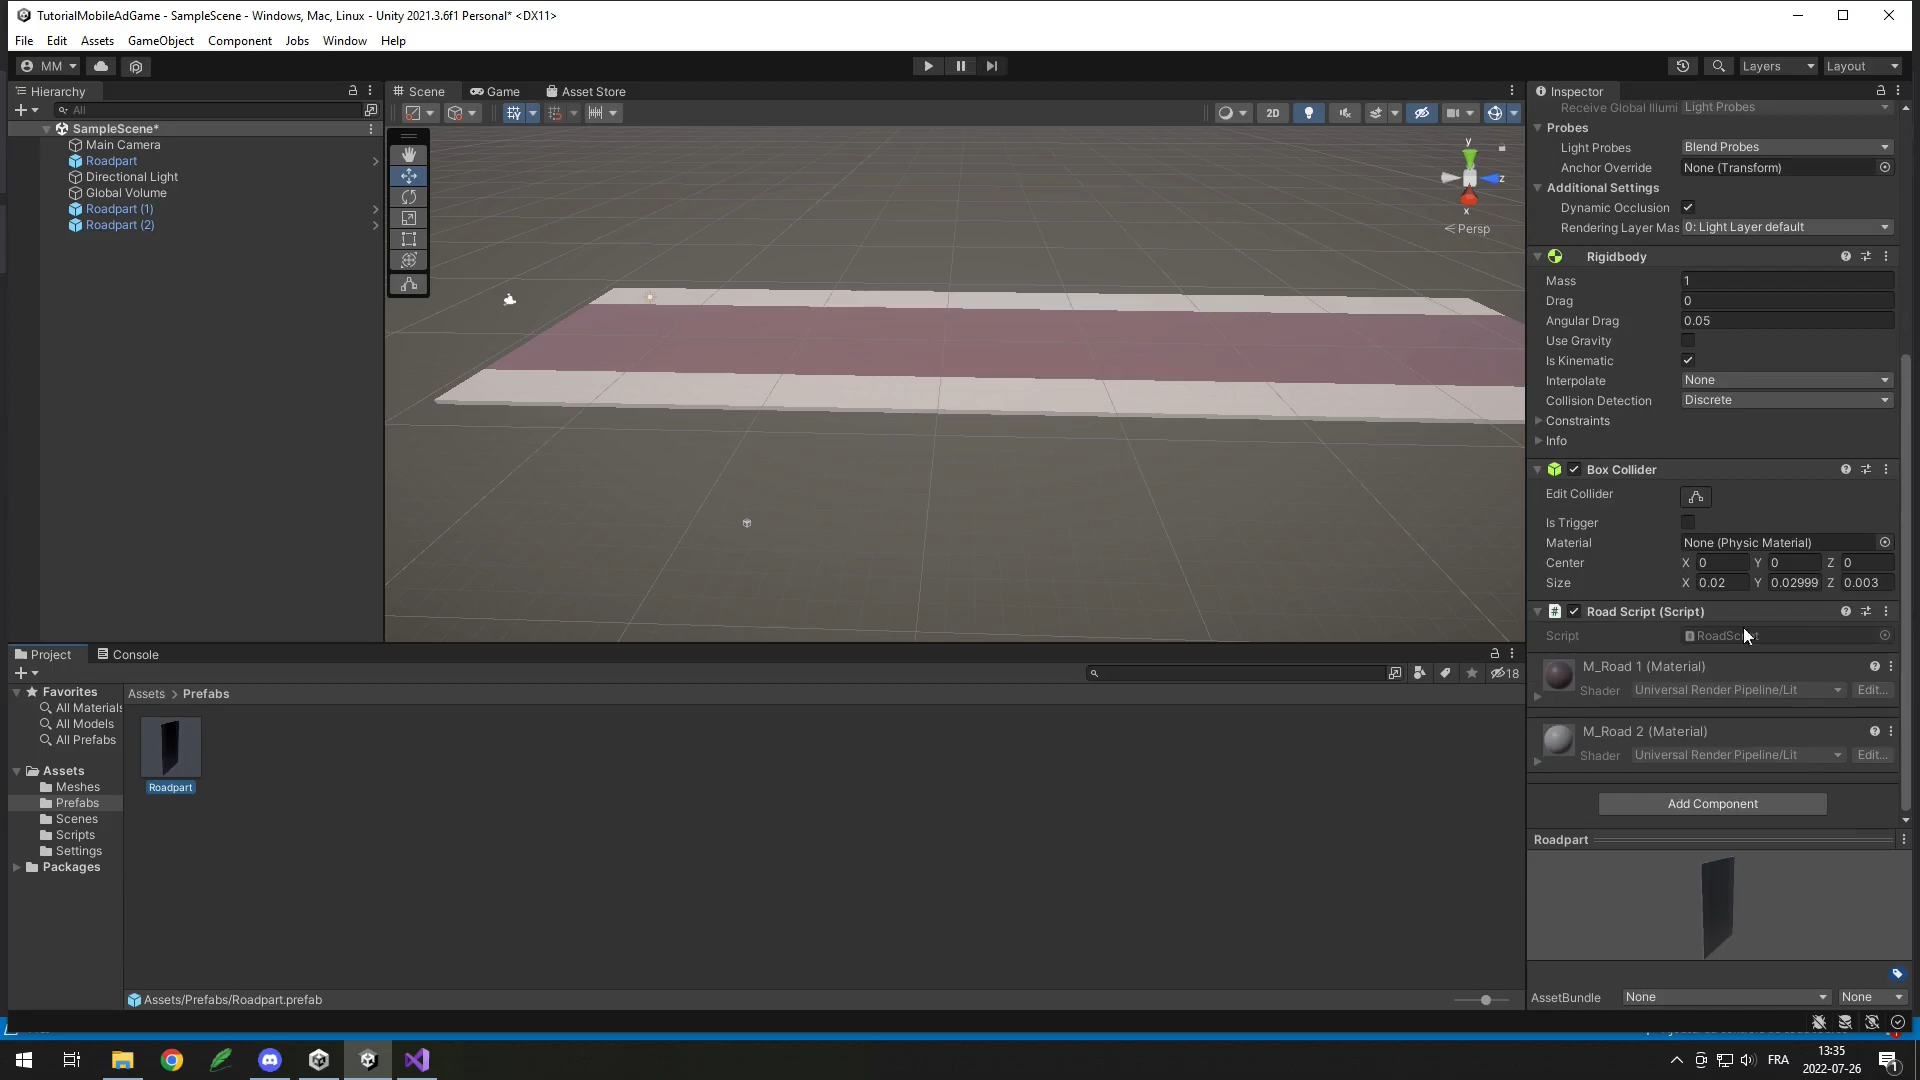 TutorialMobileAdGame - SampleScene - Windows, Mac, Linux - Unity 2021.3.6f1 Personal* <DX11>
File Edit Assets GameObject Component Jobs Window Help
MM
Layers Layout
Hierarchy
All
SampleScene*
Main Camera
Roadpart
Directional Light
Global Volume
Roadpart (1)
Roadpart (2)
Scene Game Asset Store
2D
y
z
x
Persp
Inspector
Receive Global Illumi Light Probes
Probes
Light Probes Blend Probes
Anchor Override None (Transform)
Additional Settings
Dynamic Occlusion
Rendering Layer Mas 0: Light Layer default
Rigidbody
Mass 1
Drag 0
Angular Drag 0.05
Use Gravity
Is Kinematic
Interpolate None
Collision Detection Discrete
Constraints
Info
Box Collider
Edit Collider
Is Trigger
Material None (Physic Material)
Center X 0 Y 0 Z 0
Size X 0.02 Y 0.02999 Z 0.003
Road Script (Script)
Script
M_Road 1 (Material)
Shader Universal Render Pipeline/Lit Edit...
M_Road 2 (Material)
Shader Universal Render Pipeline/Lit Edit...
Add Component
Roadpart
AssetBundle None None
Project Console
18
Favorites
All Materials
All Models
All Prefabs
Assets
Meshes
Prefabs
Scenes
Scripts
Settings
Packages
Assets > Prefabs
Roadpart
Assets/Prefabs/Roadpart.prefab
FRA
13:35
2022-07-26
1